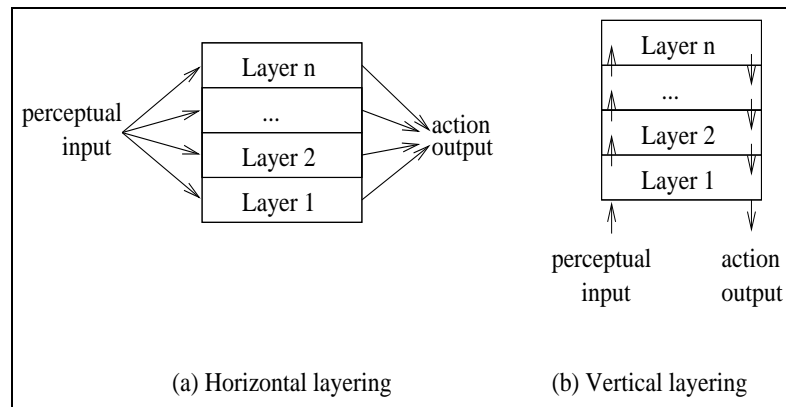 Layer n
...
Layer 2
Layer 1
perceptual
input
action
output
(a) Horizontal layering
Layer n
...
Layer 2
Layer 1
perceptual
input
action
output
(b) Vertical layering